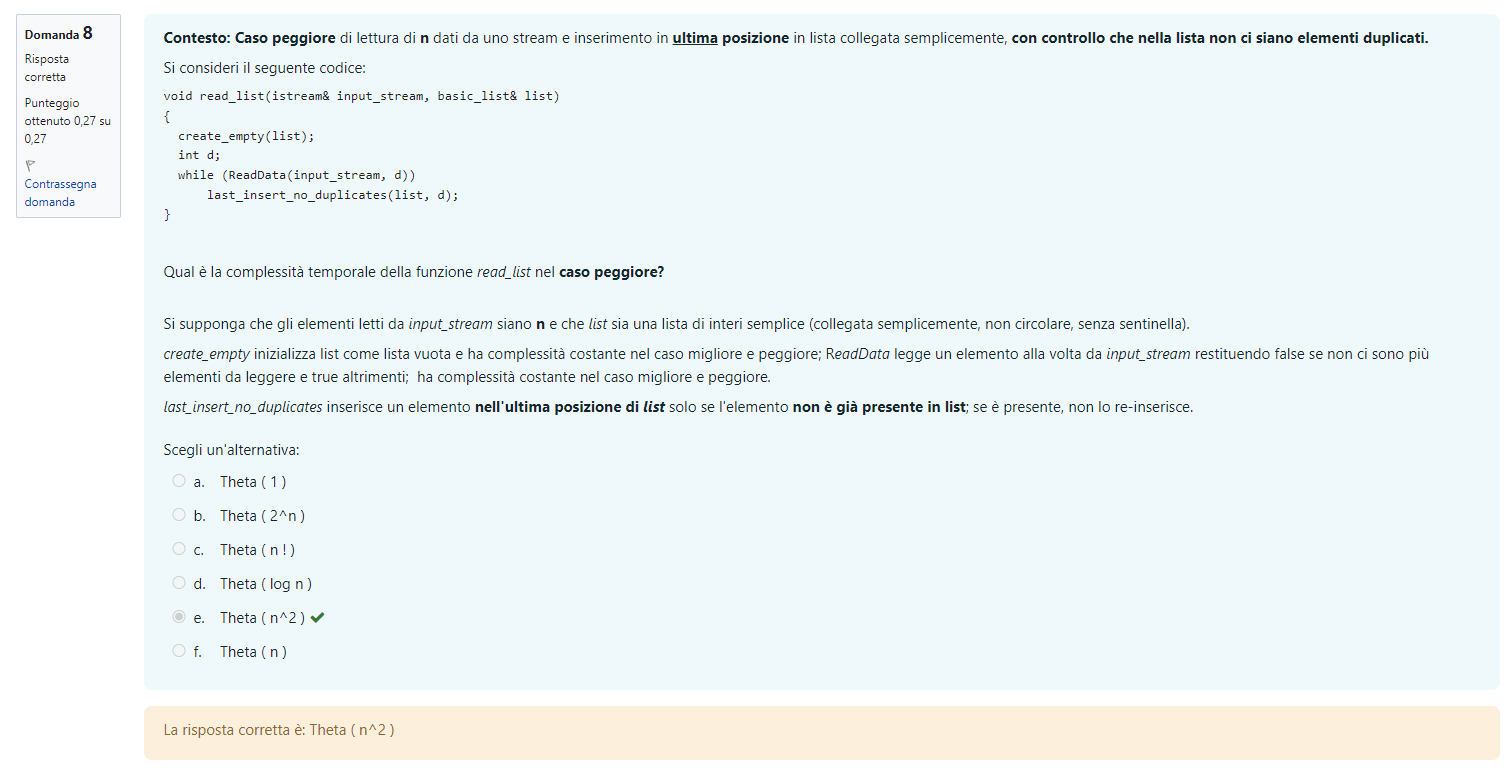 Domanda 8
Risposta
corretta
Punteggio
ottenuto 0,27 su
0,27
Contrassegna
domanda
Contesto: Caso peggiore di lettura di n dati da uno stream e inserimento in ultima posizione in lista collegata semplicemente, con controllo che nella lista non ci siano elementi duplicati.
Si consideri il seguente codice:
void read_list(istream& input_stream, basic_list& list)
{
  create_empty(list);
  int d;
  while (ReadData(input_stream, d))
      last_insert_no_duplicates(list, d);
}
Qual è la complessità temporale della funzione read_list nel caso peggiore?
Si supponga che gli elementi letti da input_stream siano n e che list sia una lista di interi semplice (collegata semplicemente, non circolare, senza sentinella).
create_empty inizializza list come lista vuota e ha complessità costante nel caso migliore e peggiore; ReadData legge un elemento alla volta da input_stream restituendo false se non ci sono più
elementi da leggere e true altrimenti;  ha complessità costante nel caso migliore e peggiore.
last_insert_no_duplicates inserisce un elemento nell'ultima posizione di list solo se l'elemento non è già presente in list; se è presente, non lo re-inserisce.
Scegli un'alternativa:
a. Theta ( 1 )
b. Theta ( 2^n )
c. Theta ( n ! )
d. Theta ( log n )
e. Theta ( n^2 )
f. Theta ( n )
La risposta corretta è: Theta ( n^2 )